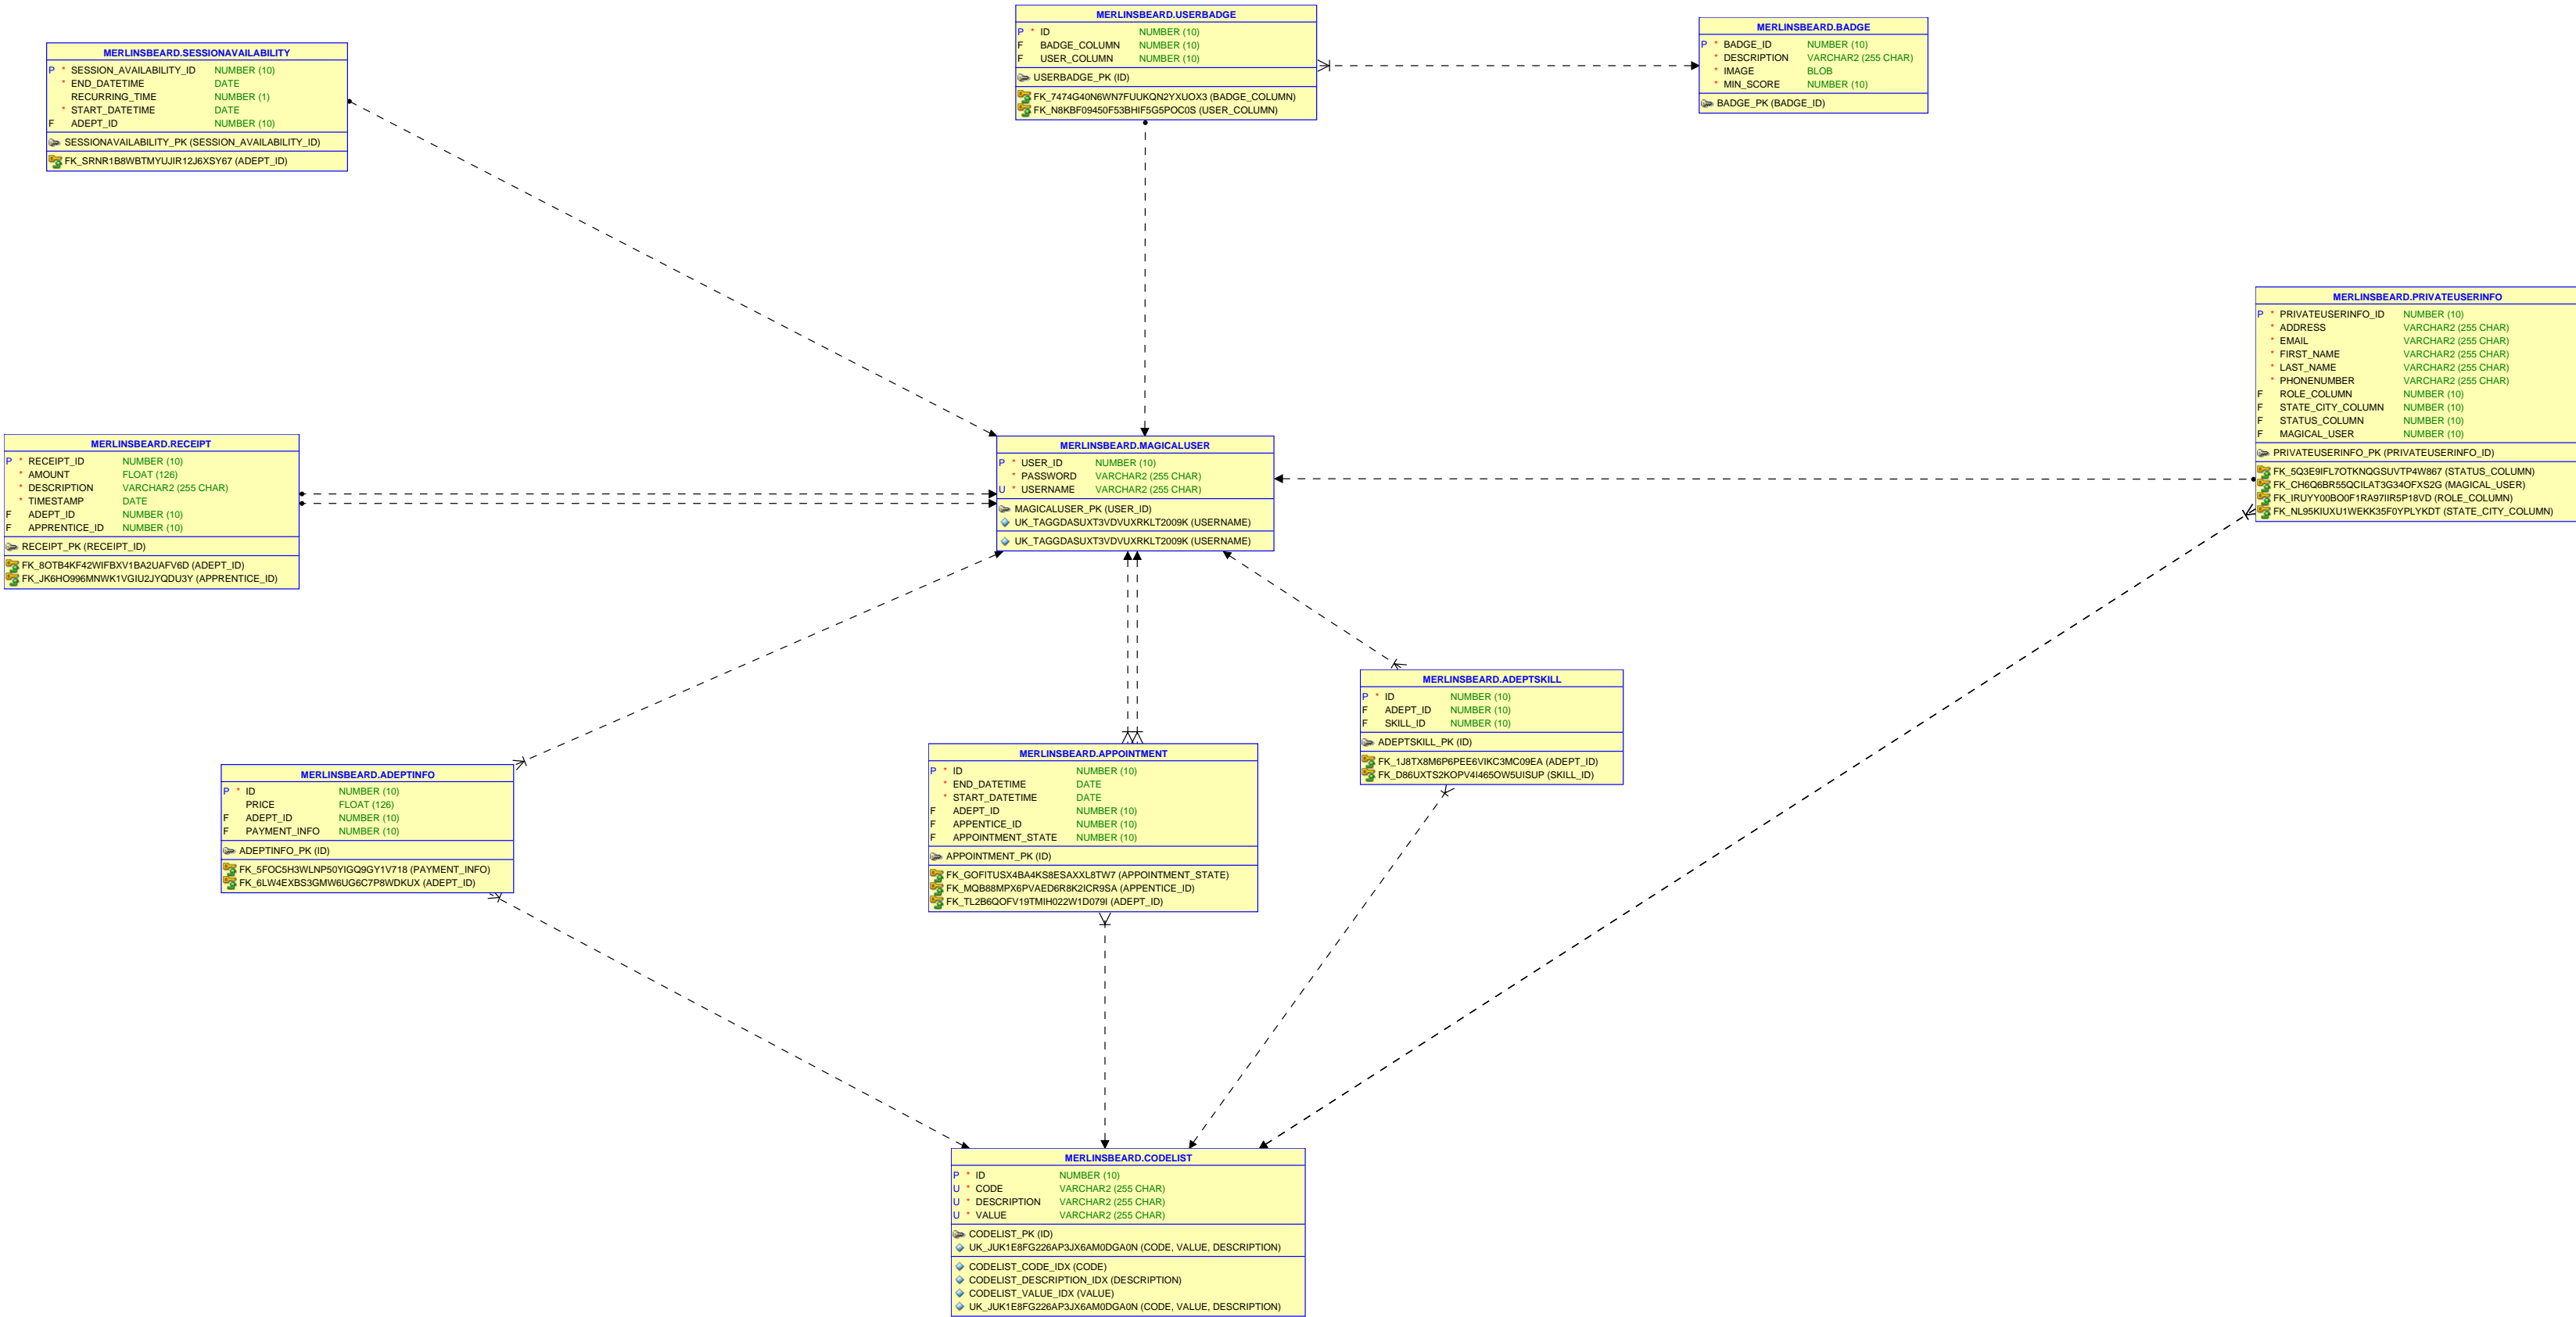 MERLINSBEARD.USERBADGE
P * ID NUMBER (10)
F BADGE_COLUMN NUMBER (10)
F USER_COLUMN NUMBER (10)
USERBADGE_PK (ID)
FK_7474G40N6WN7FUUKQN2YXUOX3 (BADGE_COLUMN)
FK_N8KBF09450F53BHIF5G5POC0S (USER_COLUMN)
MERLINSBEARD.BADGE
P * BADGE_ID NUMBER (10)
* DESCRIPTION VARCHAR2 (255 CHAR)
* IMAGE BLOB
* MIN_SCORE NUMBER (10)
BADGE_PK (BADGE_ID)
MERLINSBEARD.SESSIONAVAILABILITY
P * SESSION_AVAILABILITY_ID NUMBER (10)
* END_DATETIME DATE
RECURRING_TIME NUMBER (1)
* START_DATETIME DATE
F ADEPT_ID NUMBER (10)
SESSIONAVAILABILITY_PK (SESSION_AVAILABILITY_ID)
FK_SRNR1B8WBTMYUJIR12J6XSY67 (ADEPT_ID)
MERLINSBEARD.PRIVATEUSERINFO
P * PRIVATEUSERINFO_ID NUMBER (10)
* ADDRESS VARCHAR2 (255 CHAR)
* EMAIL VARCHAR2 (255 CHAR)
* FIRST_NAME VARCHAR2 (255 CHAR)
* LAST_NAME VARCHAR2 (255 CHAR)
* PHONENUMBER VARCHAR2 (255 CHAR)
F ROLE_COLUMN NUMBER (10)
F STATE_CITY_COLUMN NUMBER (10)
F STATUS_COLUMN NUMBER (10)
F MAGICAL_USER NUMBER (10)
PRIVATEUSERINFO_PK (PRIVATEUSERINFO_ID)
FK_5Q3E9IFL7OTKNQGSUVTP4W867 (STATUS_COLUMN)
FK_CH6Q6BR55QCILAT3G34OFXS2G (MAGICAL_USER)
FK_IRUYY00BO0F1RA97IIR5P18VD (ROLE_COLUMN)
FK_NL95KIUXU1WEKK35F0YPLYKDT (STATE_CITY_COLUMN)
MERLINSBEARD.RECEIPT
P * RECEIPT_ID NUMBER (10)
* AMOUNT FLOAT (126)
* DESCRIPTION VARCHAR2 (255 CHAR)
* TIMESTAMP DATE
F ADEPT_ID NUMBER (10)
F APPRENTICE_ID NUMBER (10)
RECEIPT_PK (RECEIPT_ID)
FK_8OTB4KF42WIFBXV1BA2UAFV6D (ADEPT_ID)
FK_JK6HO996MNWK1VGIU2JYQDU3Y (APPRENTICE_ID)
MERLINSBEARD.MAGICALUSER
P * USER_ID NUMBER (10)
* PASSWORD VARCHAR2 (255 CHAR)
U * USERNAME VARCHAR2 (255 CHAR)
MAGICALUSER_PK (USER_ID)
UK_TAGGDASUXT3VDVUXRKLT2009K (USERNAME)
UK_TAGGDASUXT3VDVUXRKLT2009K (USERNAME)
MERLINSBEARD.ADEPTSKILL
P * ID NUMBER (10)
F ADEPT_ID NUMBER (10)
F SKILL_ID NUMBER (10)
ADEPTSKILL_PK (ID)
FK_1J8TX8M6P6PEE6VIKC3MC09EA (ADEPT_ID)
FK_D86UXTS2KOPV4I465OW5UISUP (SKILL_ID)
MERLINSBEARD.APPOINTMENT
P * ID NUMBER (10)
* END_DATETIME DATE
* START_DATETIME DATE
F ADEPT_ID NUMBER (10)
F APPENTICE_ID NUMBER (10)
F APPOINTMENT_STATE NUMBER (10)
APPOINTMENT_PK (ID)
FK_GOFITUSX4BA4KS8ESAXXL8TW7 (APPOINTMENT_STATE)
FK_MQB88MPX6PVAED6R8K2ICR9SA (APPENTICE_ID)
FK_TL2B6QOFV19TMIH022W1D079I (ADEPT_ID)
MERLINSBEARD.ADEPTINFO
P * ID NUMBER (10)
PRICE FLOAT (126)
F ADEPT_ID NUMBER (10)
F PAYMENT_INFO NUMBER (10)
ADEPTINFO_PK (ID)
FK_5FOC5H3WLNP50YIGQ9GY1V718 (PAYMENT_INFO)
FK_6LW4EXBS3GMW6UG6C7P8WDKUX (ADEPT_ID)
MERLINSBEARD.CODELIST
P * ID NUMBER (10)
U * CODE VARCHAR2 (255 CHAR)
U * DESCRIPTION VARCHAR2 (255 CHAR)
U * VALUE VARCHAR2 (255 CHAR)
CODELIST_PK (ID)
UK_JUK1E8FG226AP3JX6AM0DGA0N (CODE, VALUE, DESCRIPTION)
CODELIST_CODE_IDX (CODE)
CODELIST_DESCRIPTION_IDX (DESCRIPTION)
CODELIST_VALUE_IDX (VALUE)
UK_JUK1E8FG226AP3JX6AM0DGA0N (CODE, VALUE, DESCRIPTION)